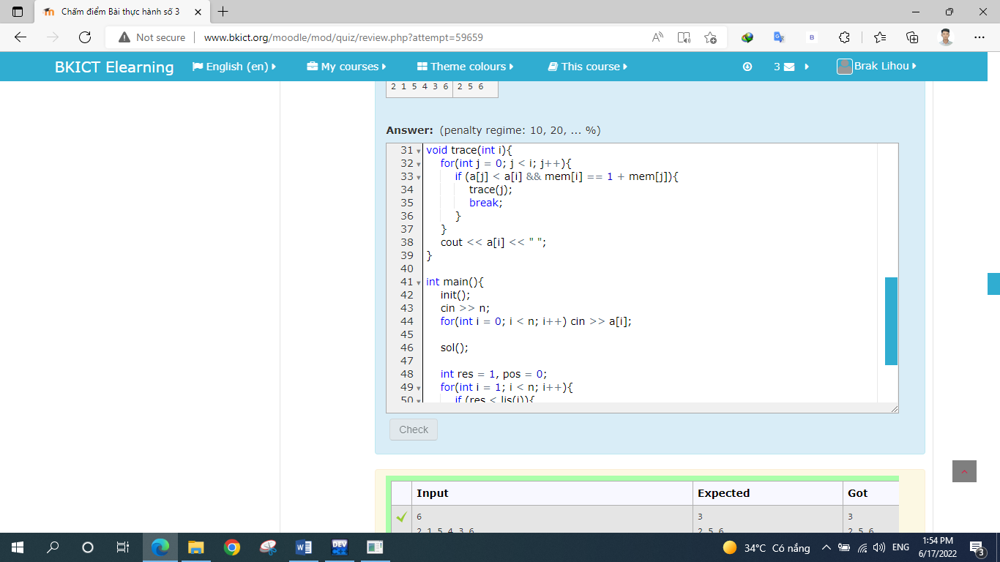 Chấm điểm Bài thực hành số 3
Not secure www.bkict.org/moodle/mod/quiz/review.php?attempt=59659
BKICT Elearning English (en) My courses Theme colours This course 3 Brak Lihou
2 1 5 4 3 6 2 5 6
Answer: (penalty regime: 10, 20, ... %)
31 void trace(int i){
32 for(int j = 0; j < i; j++){
33 if (a[j] < a[i] && mem[i] == 1 + mem[j]){
34 trace(j);
35 break;
36 }
37 }
38 cout << a[i] << " ";
39 }
40
41 int main(){
42 init();
43 cin >> n;
44 for(int i = 0; i < n; i++) cin >> a[i];
45
46 sol();
47
48 int res = 1, pos = 0;
49 for(int i = 1; i < n; i++){
50 if (res < lis(i)){
Check
Input Expected Got
6 3 3
2 1 5 4 3 6 2 5 6 2 5 6
DEV
34°C Có nắng ENG 1:54 PM
6/17/2022 3